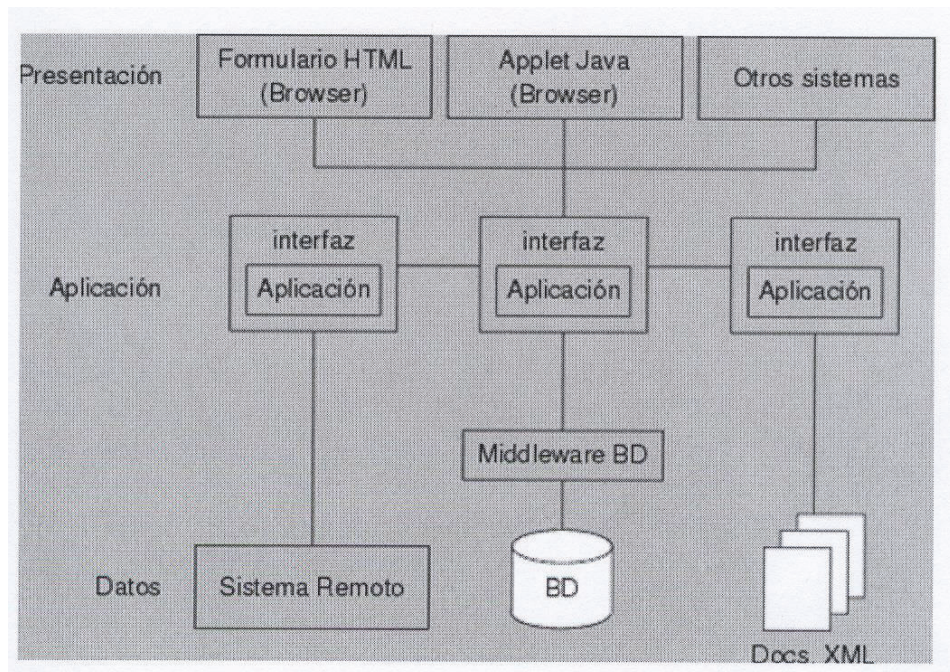 Presentación
Formulario HTML
(Browser)
Applet Java
(Browser)
Otros sistemas
Aplicación
interfaz
Aplicación
interfaz
Aplicación
interfaz
Aplicación
Middleware BD
Datos
Sistema Remoto
BD
Docs. XML